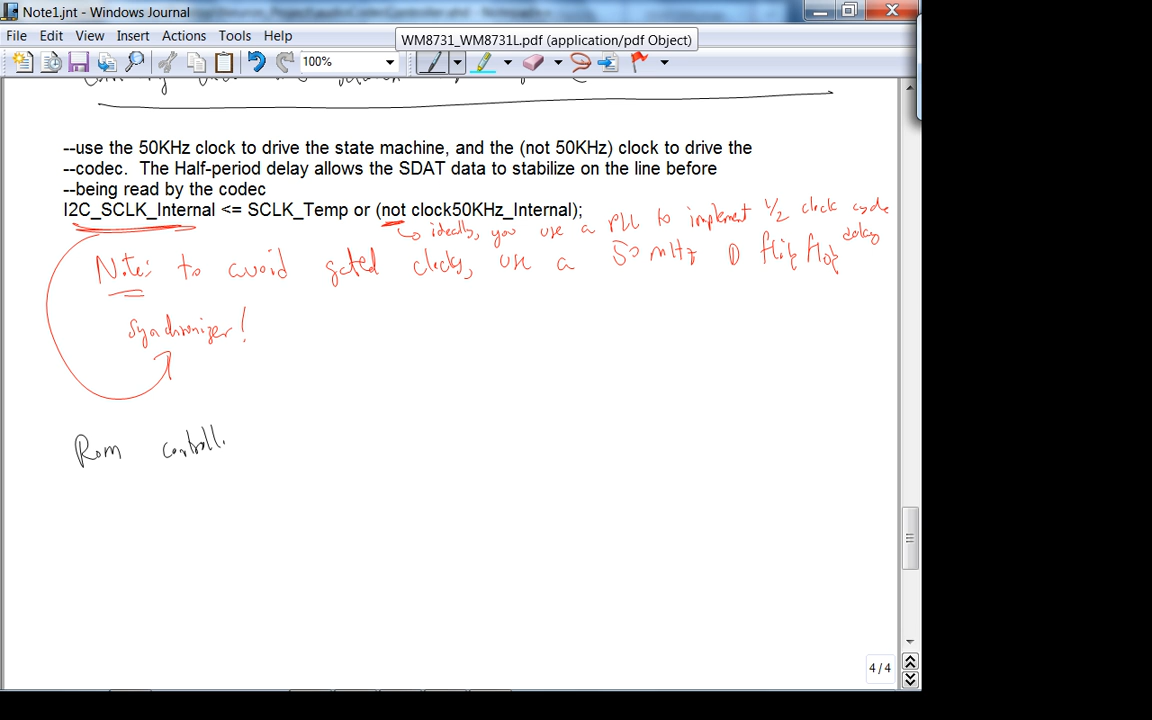 Note1.jnt - Windows Journal
File Edit View Insert Actions Tools Help
WM8731_WM8731L.pdf (application/pdf Object)
100%
--use the 50KHz clock to drive the state machine, and the (not 50KHz) clock to drive the
--codec. The Half-period delay allows the SDAT data to stabilize on the line before
--being read by the codec
I2C_SCLK_Internal <= SCLK_Temp or (not clock50KHz_Internal);
ideally, you use a PLL to implement 1/2 clock cycle
delay
Note: to avoid gated clocks, use a 50 MHz D flip flop
synchronizer!
Rom controll
4 / 4